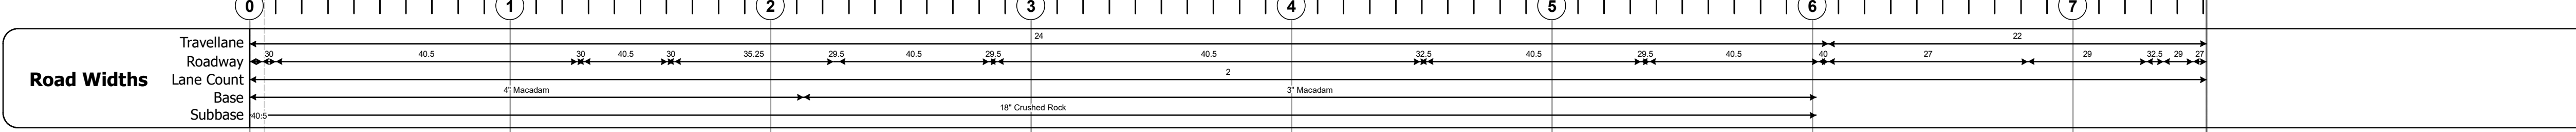 0 1 2 3 4 5 6 7
24 22
Travellane
30 40.5 30 40.5 30 35.25 29.5 40.5 29.5 40.5 32.5 40.5 29.5 40.5 40 27 29 32.5 29 27
Roadway
Road Widths
2
Lane Count
4" Macadam 3" Macadam
Base
18" Crushed Rock
Subbase 40.5